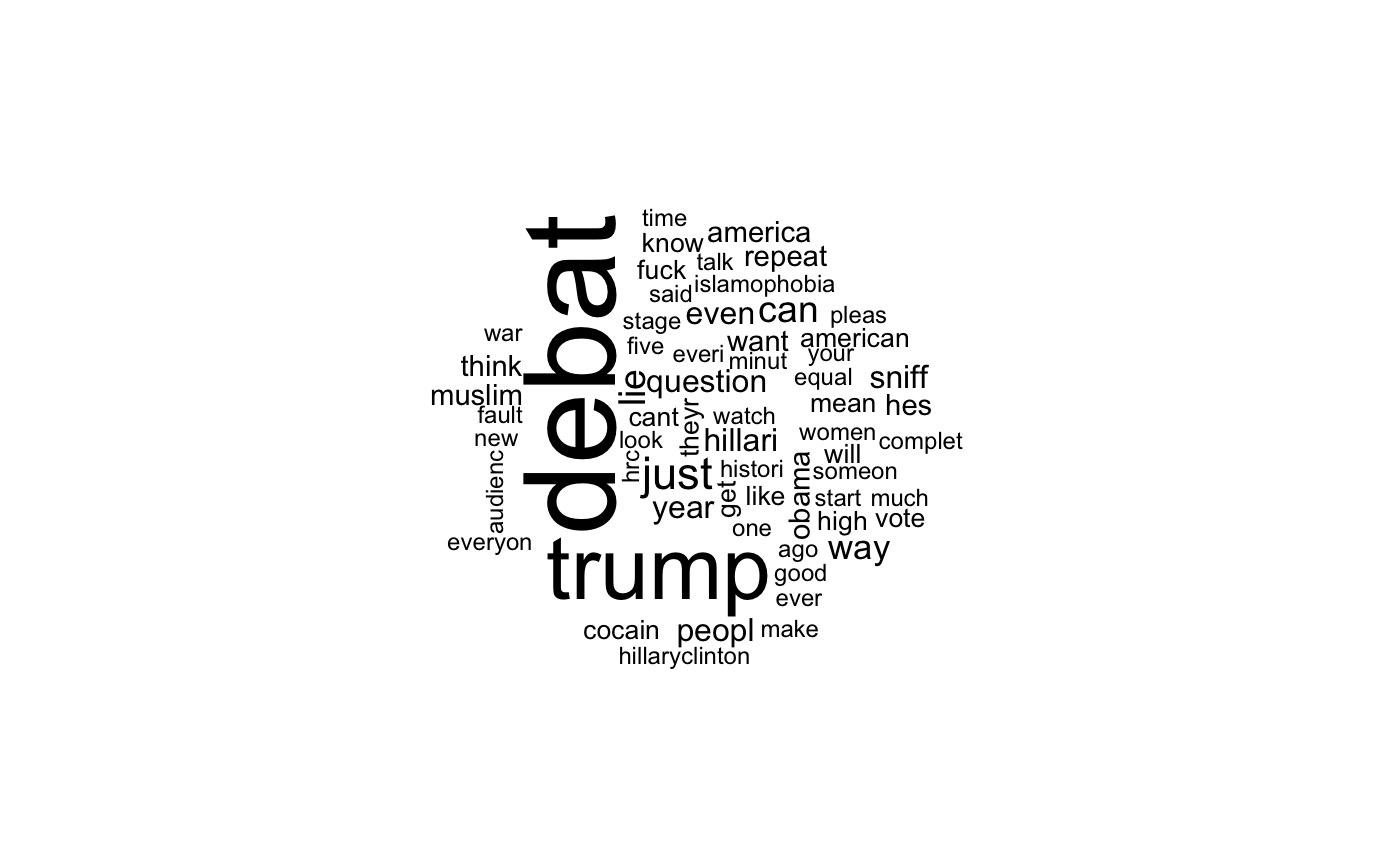 time
know america
fuck talk repeat
said islamophobia
debat
stage even can pleas
war
five want american
everi minut your
think
lie question equal sniff
muslim
mean hes
fault
cant theyr watch
new
look hillari women complet
hrc just histori will someon
audienc
year get like obama start much
one high vote
everyon
trump ago way
good
ever
cocain peopl make
hillaryclinton